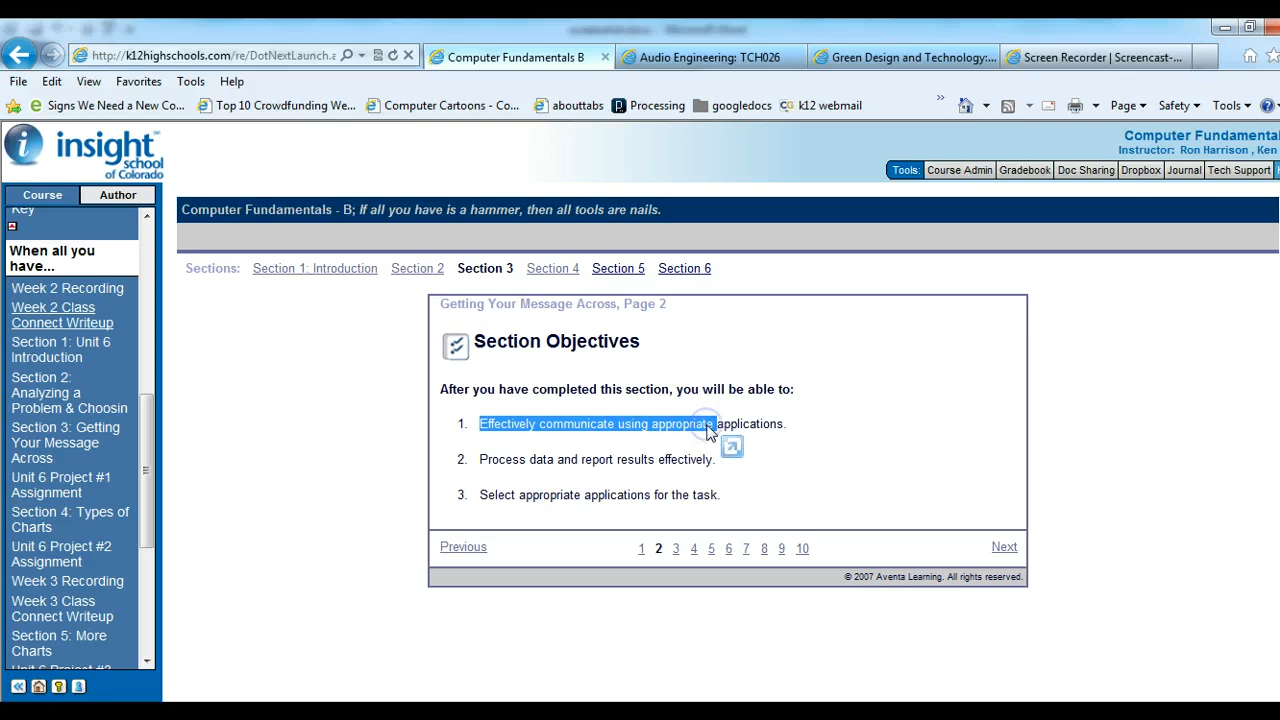 http://k12highschools.com/re/DotNextLaunch.a
Computer Fundamentals B
Audio Engineering: TCH026
Green Design and Technology:...
Screen Recorder | Screencast-...
File Edit View Favorites Tools Help
Signs We Need a New Co...
Top 10 Crowdfunding We...
Computer Cartoons - Co...
abouttabs
Processing
googledocs
k12 webmail
Page
Safety
Tools
insight
school
of Colorado
Computer Fundamental
Instructor: Ron Harrison , Ken
Tools: Course Admin Gradebook Doc Sharing Dropbox Journal Tech Support
Course Author
Key
When all you
have...
Week 2 Recording
Week 2 Class
Connect Writeup
Section 1: Unit 6
Introduction
Section 2:
Analyzing a
Problem & Choosin
Section 3: Getting
Your Message
Across
Unit 6 Project #1
Assignment
Section 4: Types of
Charts
Unit 6 Project #2
Assignment
Week 3 Recording
Week 3 Class
Connect Writeup
Section 5: More
Charts
Computer Fundamentals - B; If all you have is a hammer, then all tools are nails.
Sections: Section 1: Introduction Section 2 Section 3 Section 4 Section 5 Section 6
Getting Your Message Across, Page 2
Section Objectives
After you have completed this section, you will be able to:
1. Effectively communicate using appropriate applications.
2. Process data and report results effectively.
3. Select appropriate applications for the task.
Previous 1 2 3 4 5 6 7 8 9 10 Next
© 2007 Aventa Learning. All rights reserved.